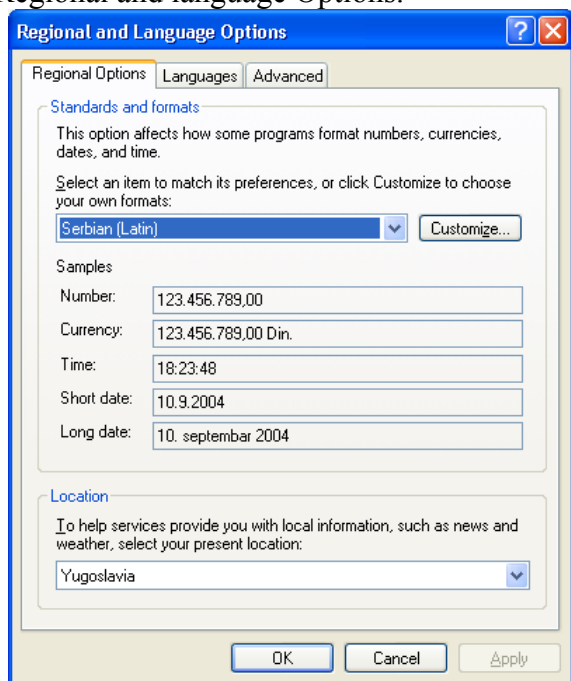 Regional and language Options.
Regional and Language Options
Regional Options Languages Advanced
Standards and formats
This option affects how some programs format numbers, currencies,
dates, and time.
Select an item to match its preferences, or click Customize to choose
your own formats:
Serbian (Latin) Customize...
Samples
Number: 123.456.789,00
Currency: 123.456.789,00 Din.
Time: 18:23:48
Short date: 10.9.2004
Long date: 10. septembar 2004
Location
To help services provide you with local information, such as news and
weather, select your present location:
Yugoslavia
OK Cancel Apply